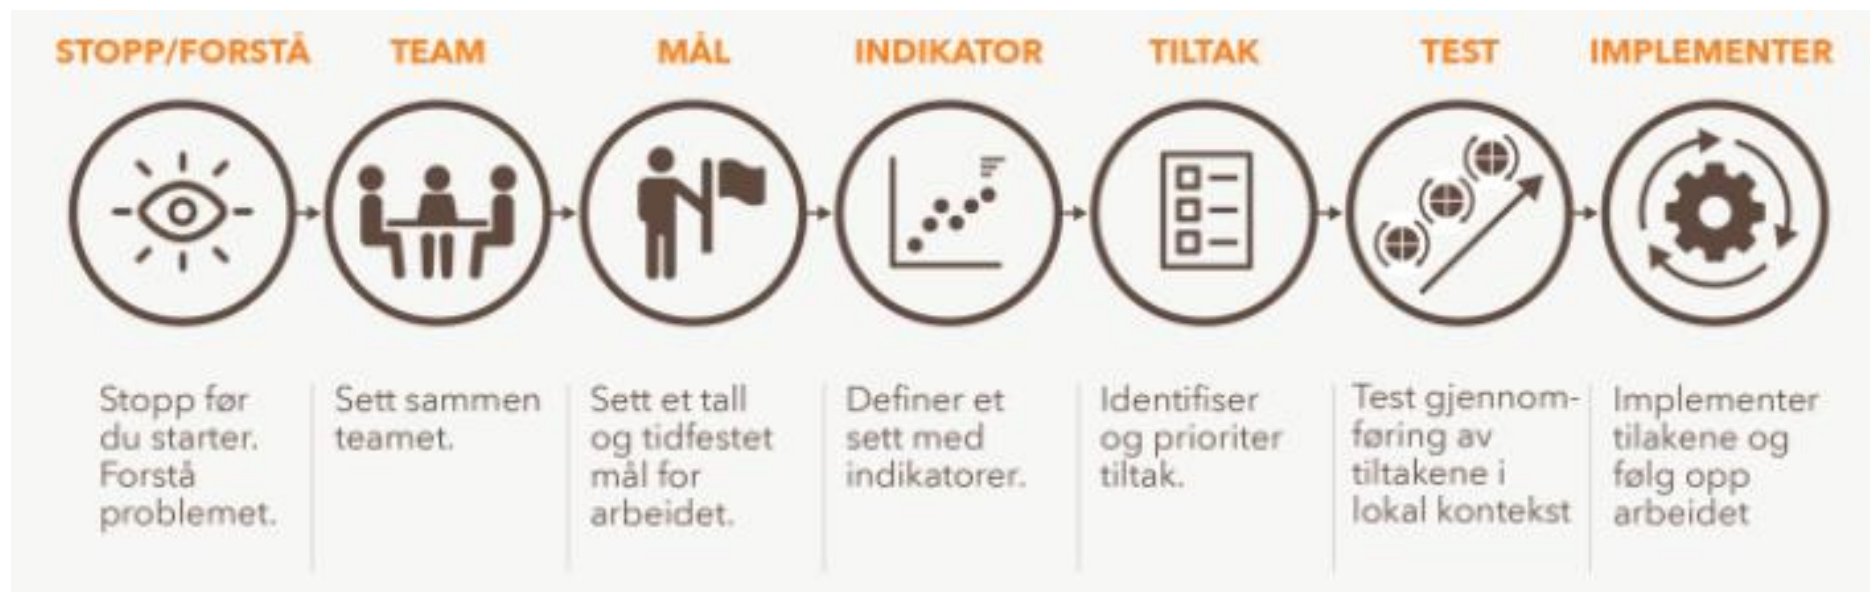 STOPP/FORSTÅ
TEAM
MÅL
INDIKATOR
TILTAK
TEST
IMPLEMENTER
Stopp før
du starter.
Forstå
problemet.
Sett sammen
teamet.
Sett et tall
og tidfestet
mål for
arbeidet.
Definer et
sett med
indikatorer.
Identifiser
og prioriter
tiltak.
Test gjennom-
føring av
tiltakene i
lokal kontekst
Implementer
tilakene og
følg opp
arbeidet